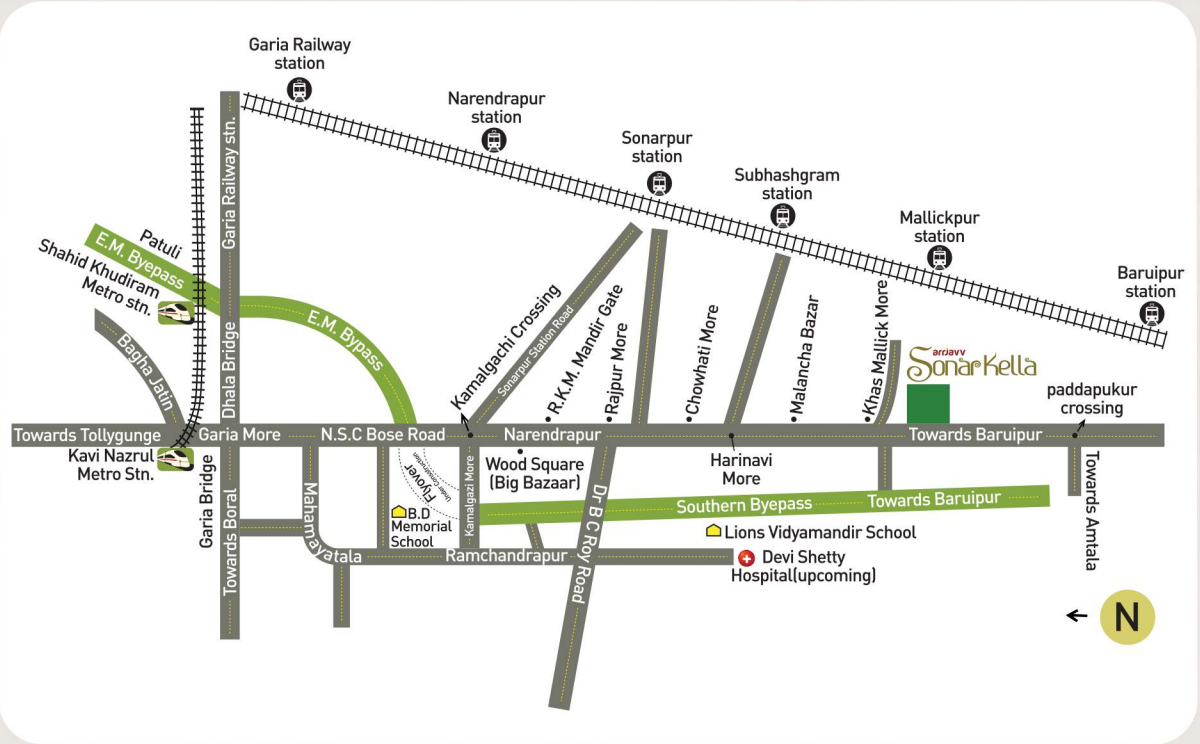 Garia Railway
station
Narendrapur
station
Sonarpur
station
Subhashgram
station
Mallickpur
station
Baruipur
station
Garia Railway stn.
Patuli
E.M. Byepass
Shahid Khudiram
Metro stn.
E.M. Bypass
Dhala Bridge
Bagha Jatin
Kamalgachi Crossing
Sonarpur Station Road
R.K.M. Mandir Gate
Rajpur More
Chowhati More
Malancha Bazar
Khas Mallick More
arrjavv
Sonar Kella
paddapukur
crossing
Towards Tollygunge
Garia More
N.S.C Bose Road
Narendrapur
Towards Baruipur
Kavi Nazrul
Metro Stn.
Garia Bridge
Towards Boral
Mahamayatala
Flyover
Under Construction
Kamalgazi More
Wood Square
(Big Bazaar)
Harinavi
More
Towards Amtala
B.D
Memorial
School
Dr B C Roy Road
Southern Byepass
Towards Baruipur
Lions Vidyamandir School
Ramchandrapur
Devi Shetty
Hospital(upcoming)
N